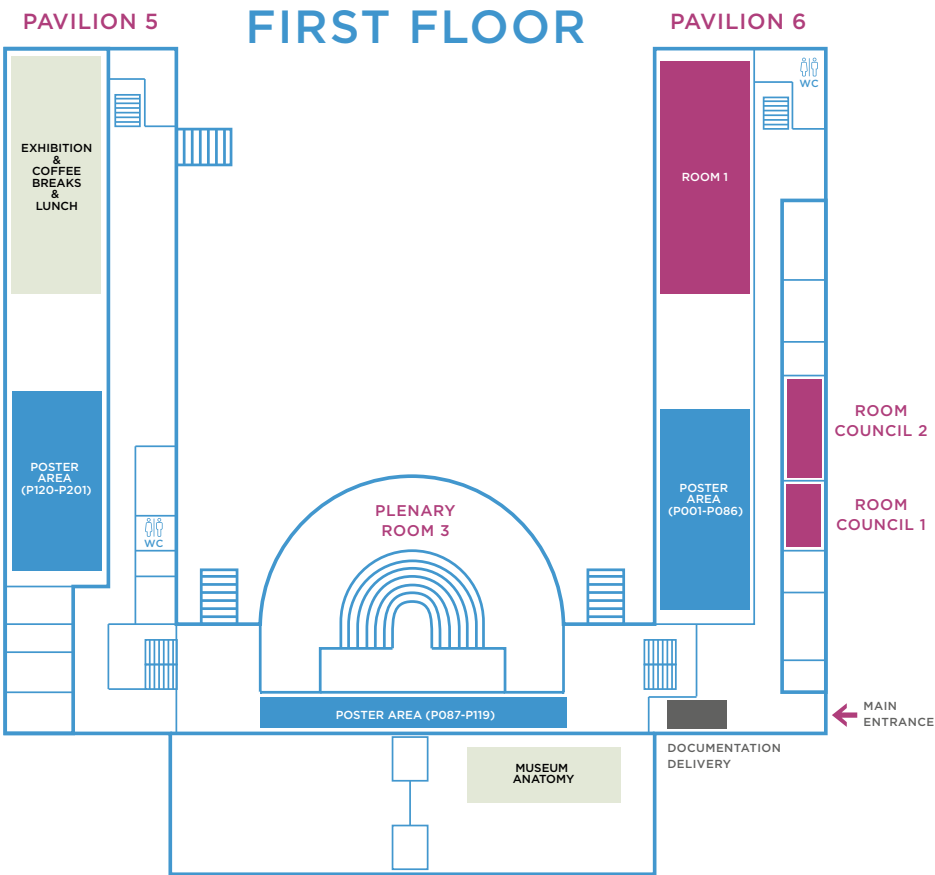 PAVILION 5
FIRST FLOOR
PAVILION 6
WC
EXHIBITION
&
COFFEE
BREAKS
&
LUNCH
ROOM 1
ROOM
COUNCIL 2
POSTER
AREA
(P120-P201)
POSTER
AREA
(P001-P086)
ROOM
COUNCIL 1
PLENARY
ROOM 3
WC
POSTER AREA (P087-P119)
MAIN
ENTRANCE
DOCUMENTATION
DELIVERY
MUSEUM
ANATOMY